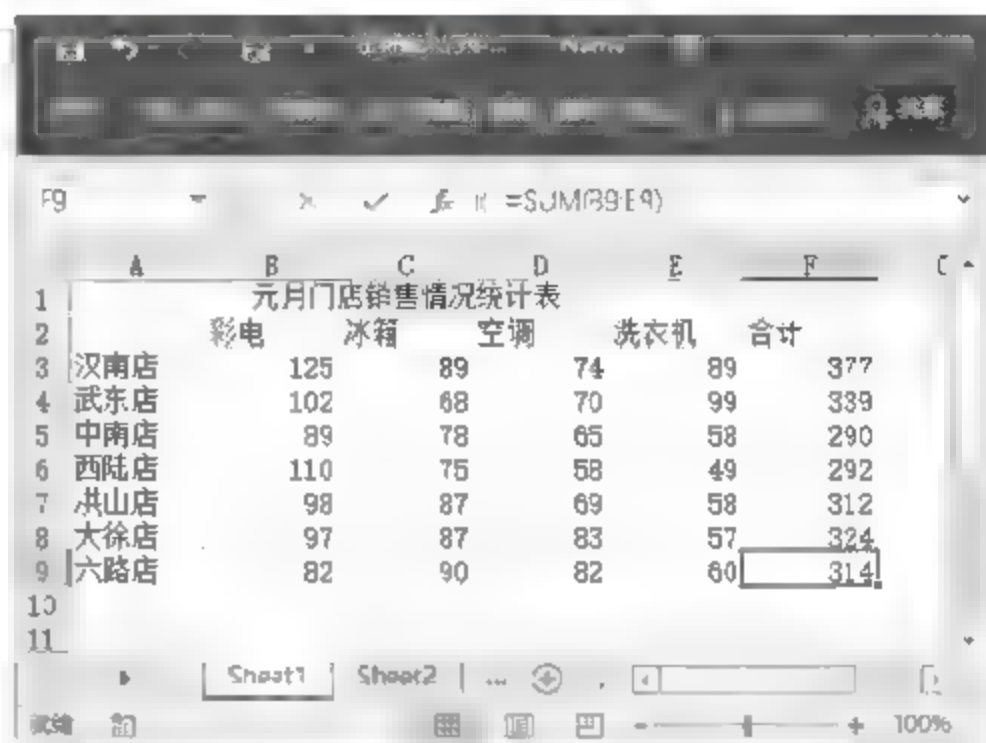 F9 =SUM(B9:E9)
A B C D E F
1 元月门店销售情况统计表
2 彩电 冰箱 空调 洗衣机 合计
3 汉南店 125 89 74 89 377
4 武东店 102 68 70 99 339
5 中南店 89 78 65 58 290
6 西陆店 110 75 58 49 292
7 洪山店 98 87 69 58 312
8 大徐店 97 87 83 57 324
9 六路店 82 90 82 60 314
10
11
Sheet1 Sheet2 ...
就绪 100%